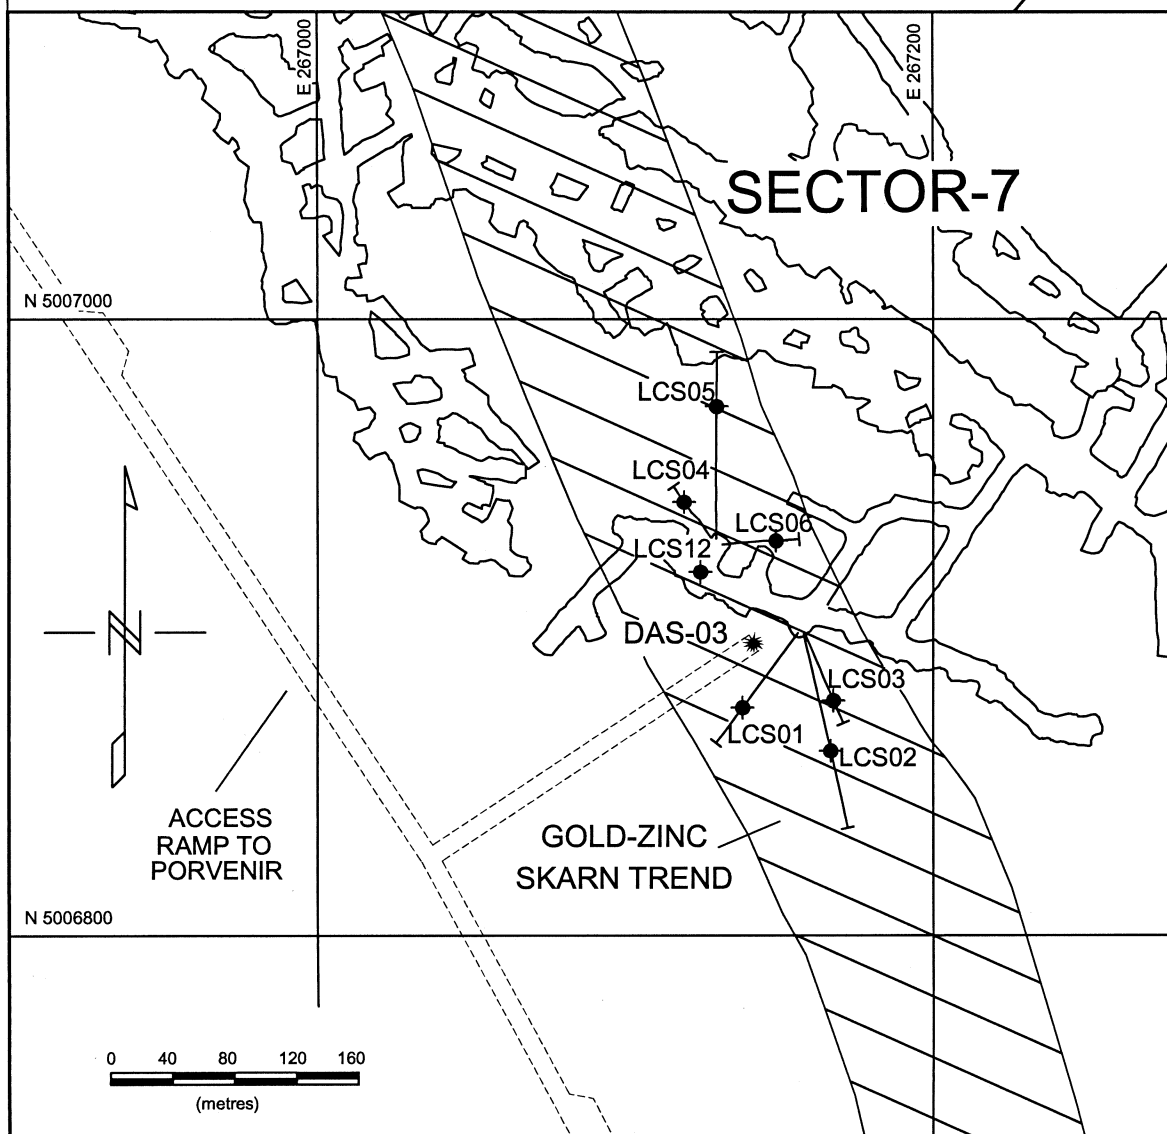 E 267000
E 267200
SECTOR-7
N 5007000
LCS05
LCS04
LCS06
LCS12
DAS-03
LCS03
LCS01
LCS02
ACCESS
RAMP TO
PORVENIR
GOLD-ZINC
SKARN TREND
N 5006800
N
0 40 80 120 160
(metres)